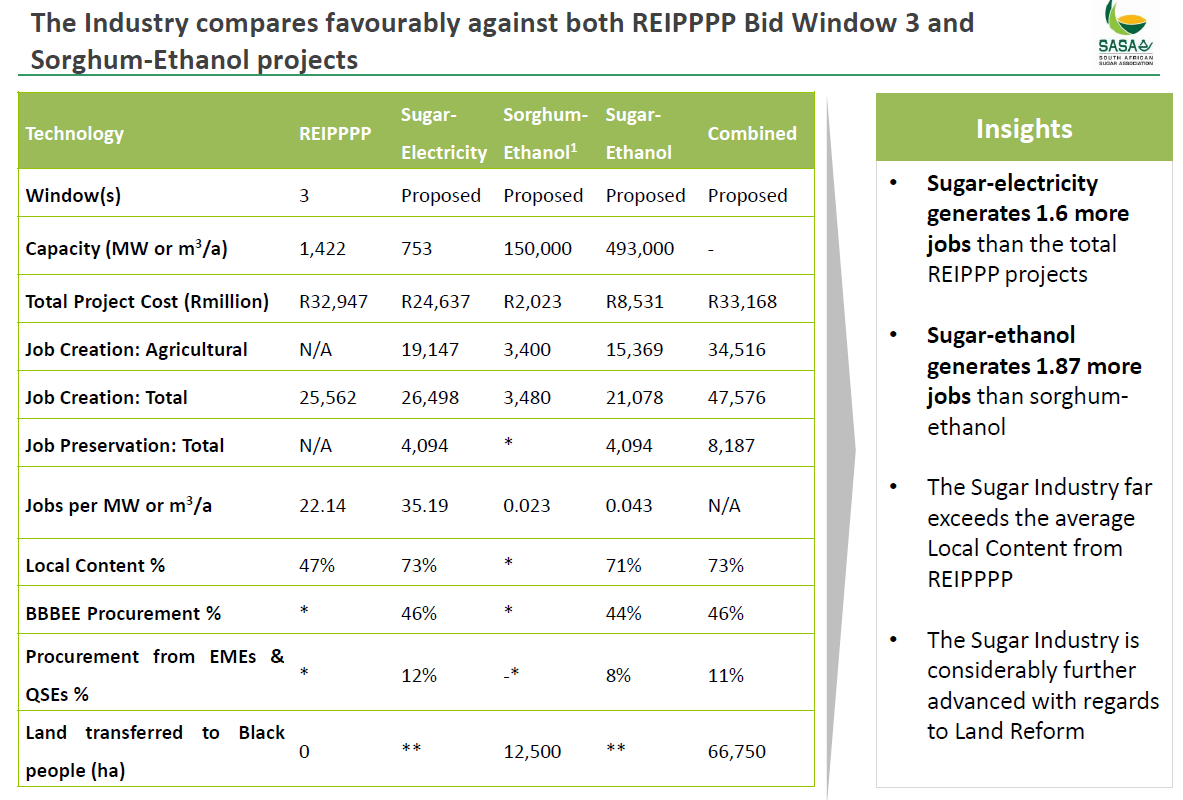 The Industry compares favourably against both REIPPPP Bid Window 3 and
Sorghum-Ethanol projects
SASA
SOUTH AFRICAN
SUGAR ASSOCIATION
Technology REIPPPP Sugar-Electricity Sorghum-Ethanol¹ Sugar-Ethanol Combined
Window(s) 3 Proposed Proposed Proposed Proposed
Capacity (MW or m³/a) 1,422 753 150,000 493,000 -
Total Project Cost (Rmillion) R32,947 R24,637 R2,023 R8,531 R33,168
Job Creation: Agricultural N/A 19,147 3,400 15,369 34,516
Job Creation: Total 25,562 26,498 3,480 21,078 47,576
Job Preservation: Total N/A 4,094 * 4,094 8,187
Jobs per MW or m³/a 22.14 35.19 0.023 0.043 N/A
Local Content % 47% 73% * 71% 73%
BBBEE Procurement % * 46% * 44% 46%
Procurement from EMEs &
QSEs % * 12% -* 8% 11%
Land transferred to Black
people (ha) 0 ** 12,500 ** 66,750
Insights
• Sugar-electricity
generates 1.6 more
jobs than the total
REIPPP projects
• Sugar-ethanol
generates 1.87 more
jobs than sorghum-
ethanol
• The Sugar Industry far
exceeds the average
Local Content from
REIPPPP
• The Sugar Industry is
considerably further
advanced with regards
to Land Reform